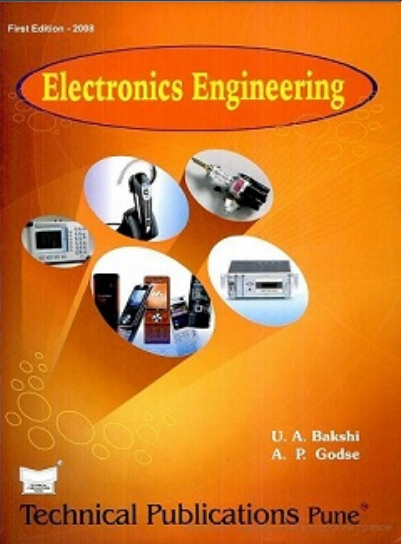 First Edition - 2008
Electronics Engineering
U. A. Bakshi
A. P. Godse
Technical Publications Pune